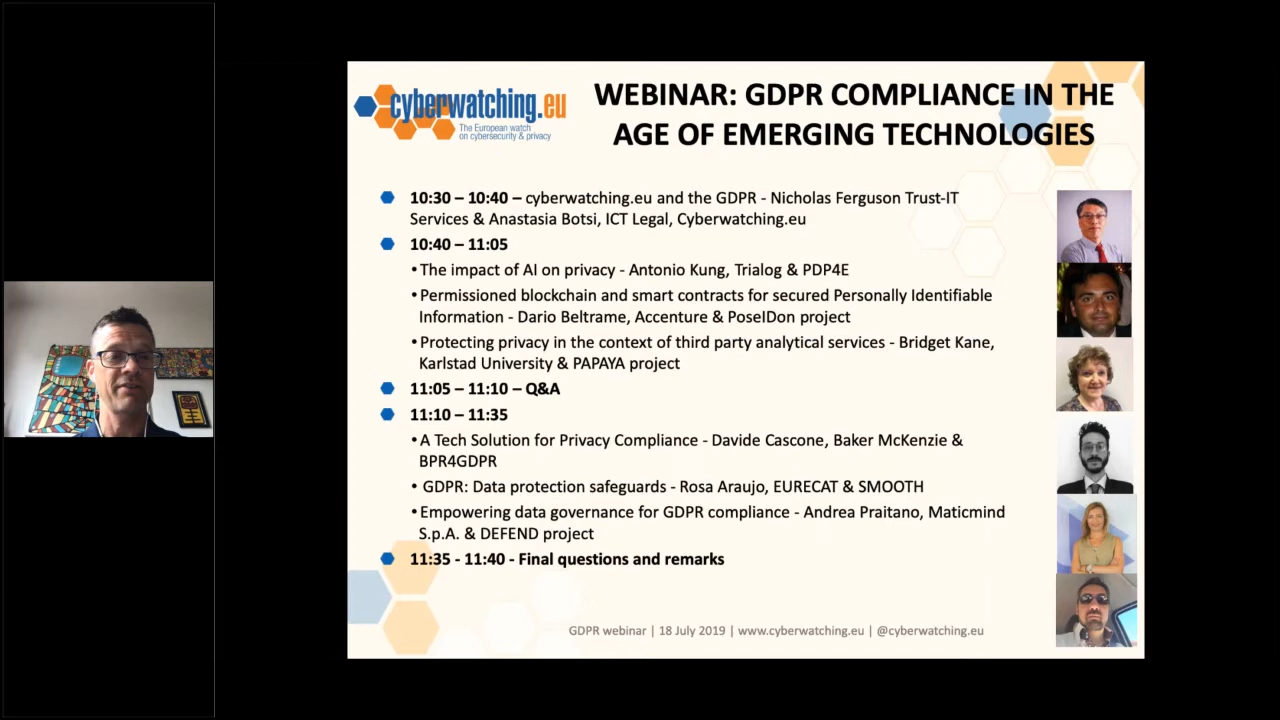 cyberwatching.eu
The European watch
on cybersecurity & privacy
WEBINAR: GDPR COMPLIANCE IN THE
AGE OF EMERGING TECHNOLOGIES
10:30 – 10:40 – cyberwatching.eu and the GDPR - Nicholas Ferguson Trust-IT
Services & Anastasia Botsi, ICT Legal, Cyberwatching.eu
10:40 – 11:05
•The impact of AI on privacy - Antonio Kung, Trialog & PDP4E
•Permissioned blockchain and smart contracts for secured Personally Identifiable
Information - Dario Beltrame, Accenture & PoseIDon project
•Protecting privacy in the context of third party analytical services - Bridget Kane,
Karlstad University & PAPAYA project
11:05 – 11:10 – Q&A
11:10 – 11:35
•A Tech Solution for Privacy Compliance - Davide Cascone, Baker McKenzie &
BPR4GDPR
• GDPR: Data protection safeguards - Rosa Araujo, EURECAT & SMOOTH
•Empowering data governance for GDPR compliance - Andrea Praitano, Maticmind
S.p.A. & DEFEND project
11:35 - 11:40 - Final questions and remarks
GDPR webinar | 18 July 2019 | www.cyberwatching.eu | @cyberwatching.eu